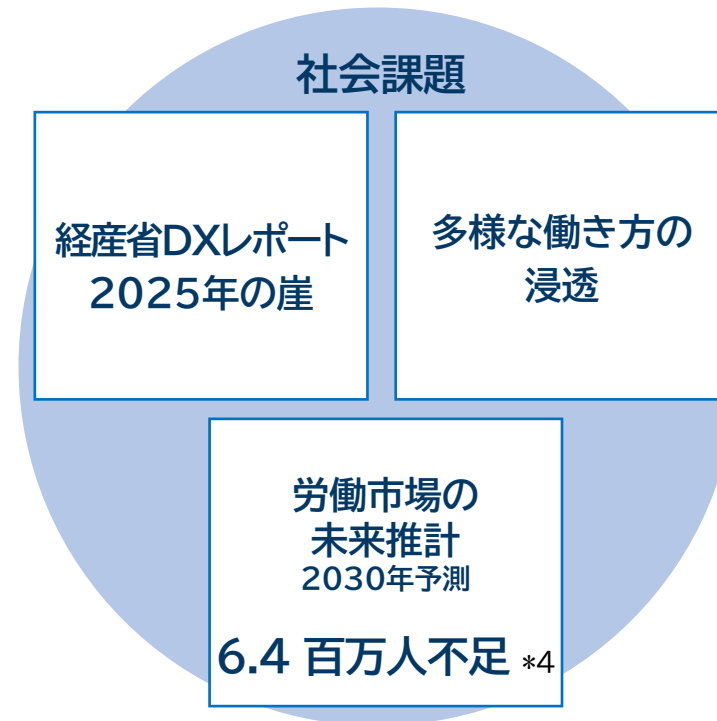 社会課題
経産省DXレポート
2025年の崖
多様な働き方の
浸透
労働市場の
未来推計
2030年予測
6.4 百万人不足 *4